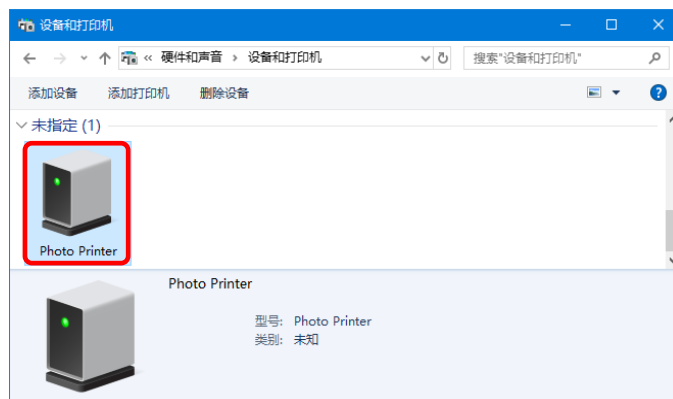 设备和打印机
« 硬件和声音 › 设备和打印机
搜索"设备和打印机"
添加设备 添加打印机 删除设备
未指定 (1)
Photo Printer
Photo Printer
型号: Photo Printer
类别: 未知